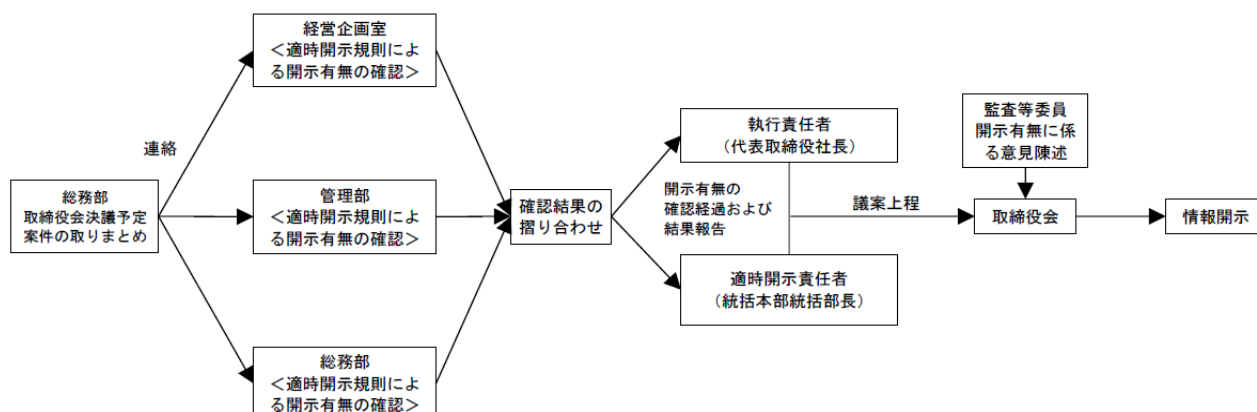 経営企画室
＜適時開示規則によ
る開示有無の確認＞
連絡
総務部
取締役会決議予定
案件の取りまとめ
管理部
＜適時開示規則によ
る開示有無の確認＞
総務部
＜適時開示規則によ
る開示有無の確認＞
確認結果の
摺り合わせ
執行責任者
（代表取締役社長）
開示有無の
確認経過および
結果報告
適時開示責任者
（統括本部統括部長）
議案上程
監査等委員
開示有無に係
る意見陳述
取締役会
情報開示